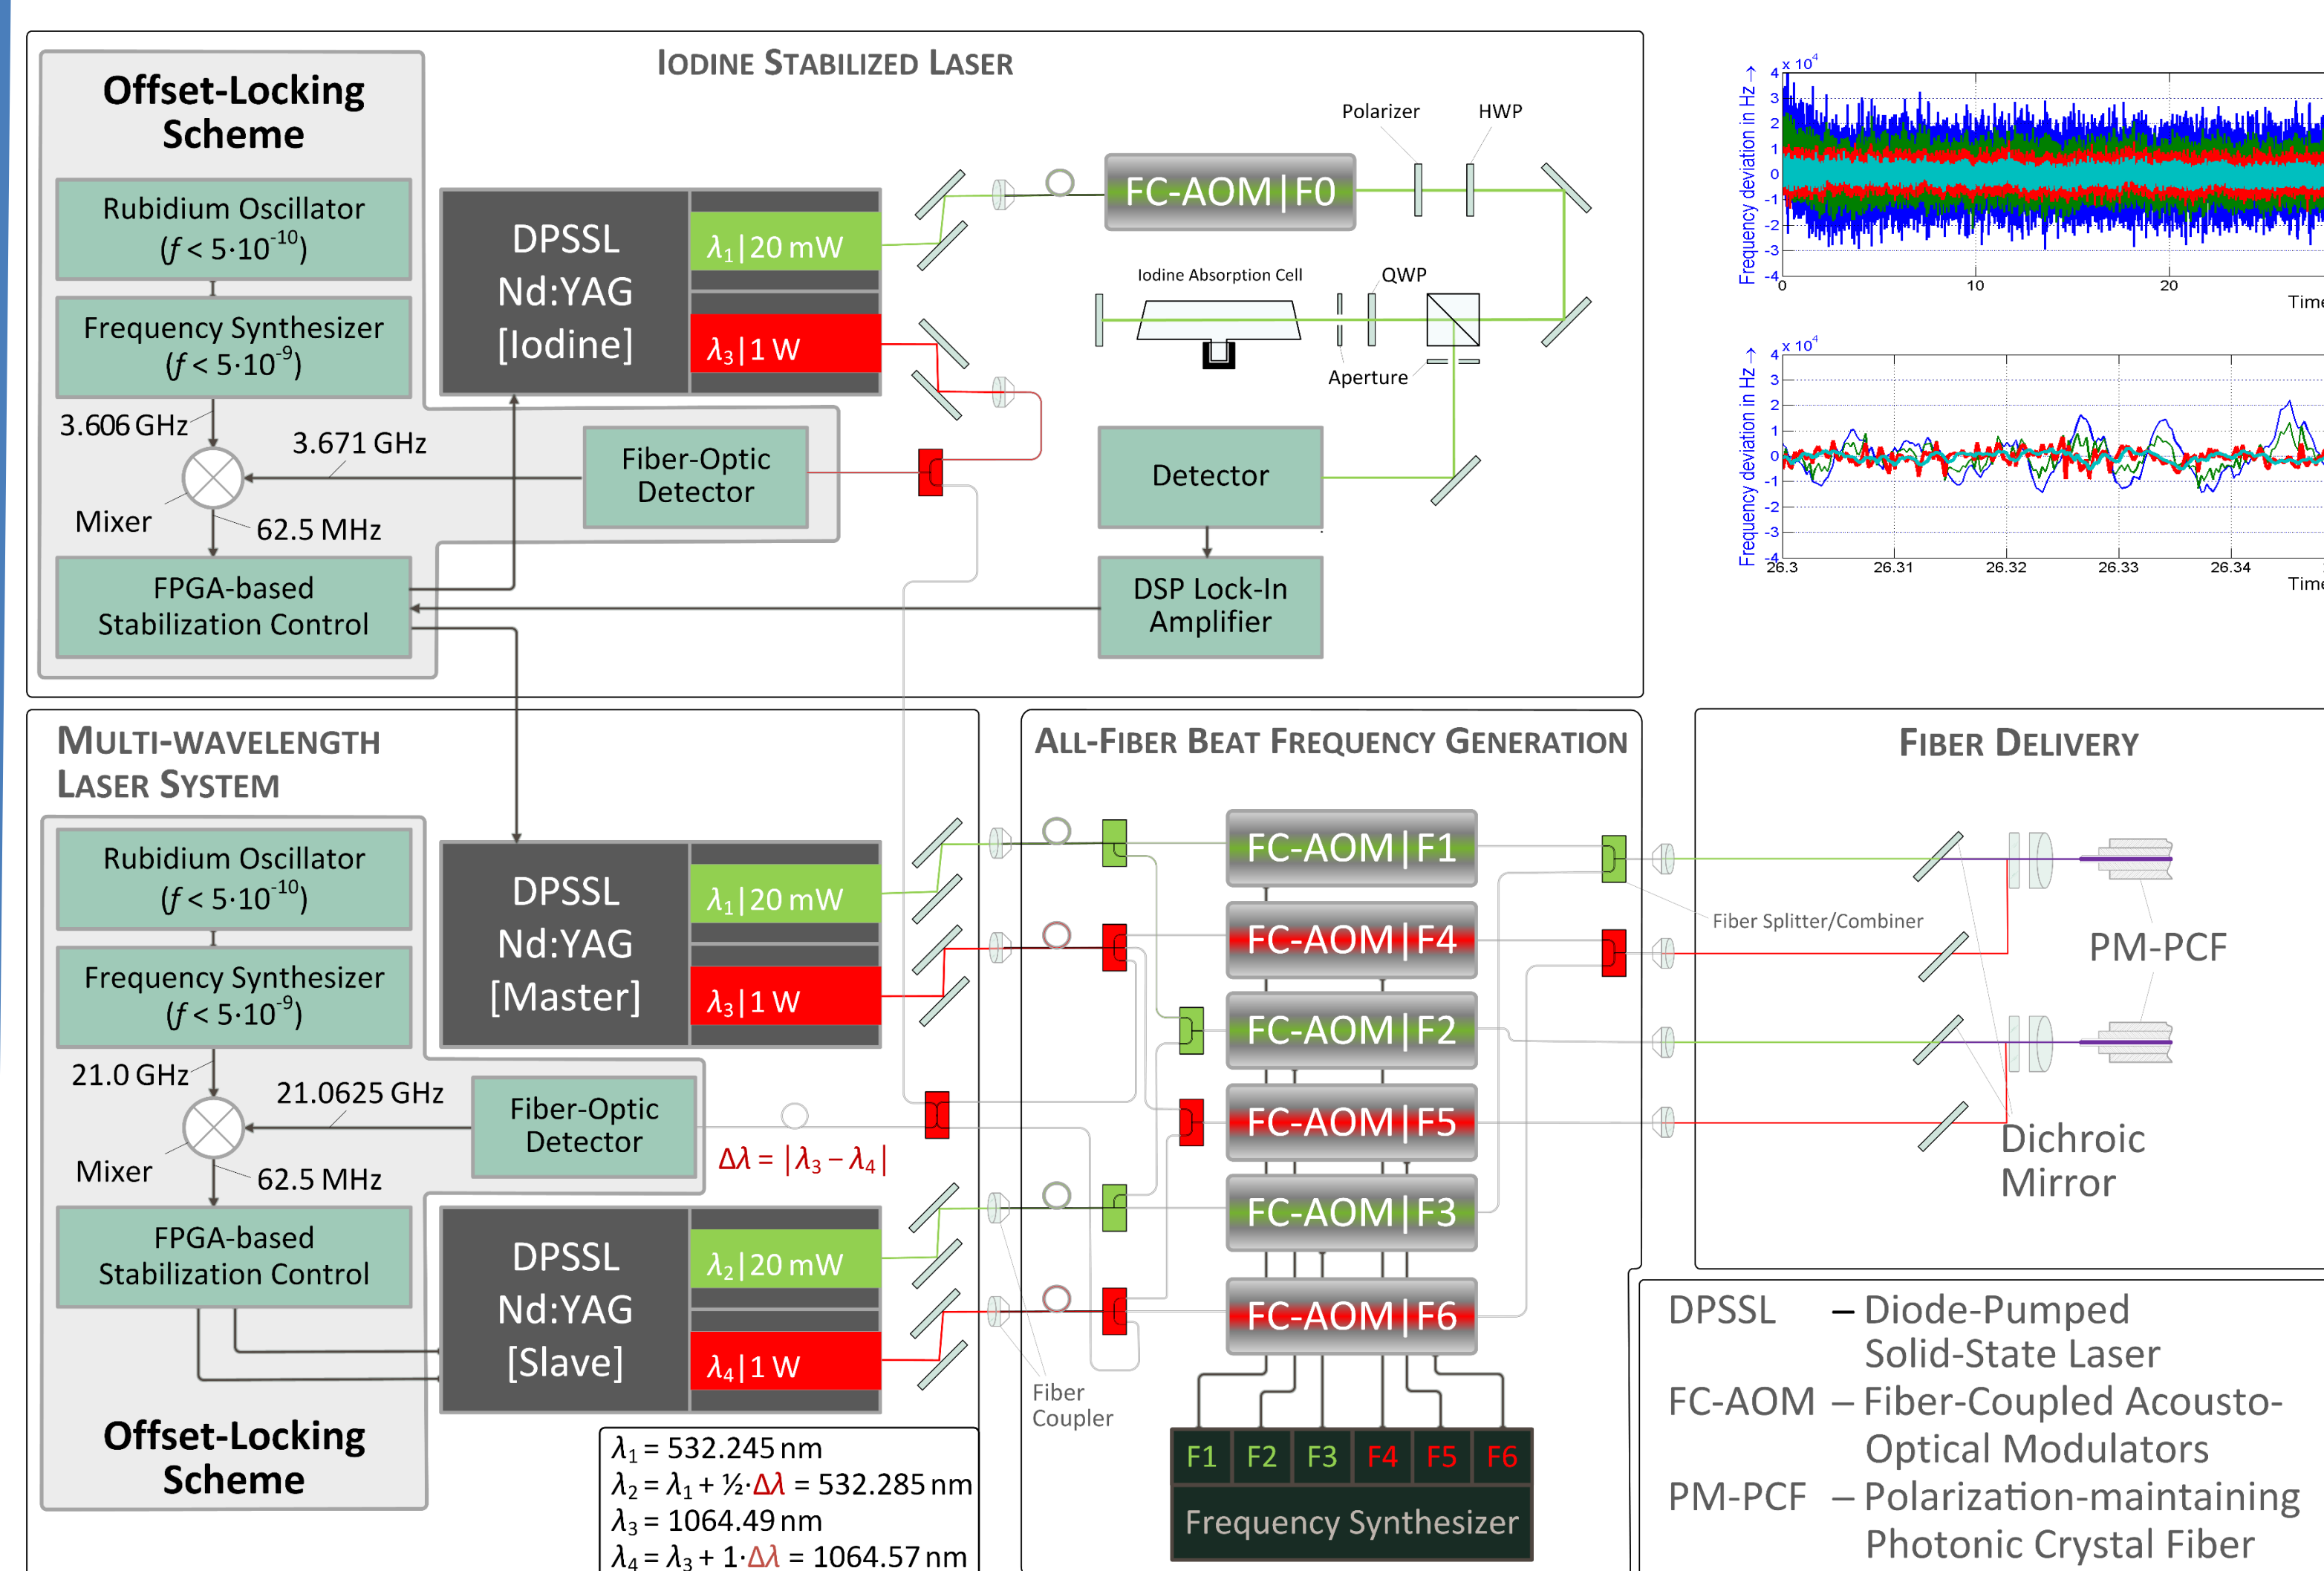 IODINE STABILIZED LASER
Offset-Locking
Scheme
Rubidium Oscillator
(f < 5·10⁻¹⁰)
Frequency Synthesizer
(f < 5·10⁻⁹)
3.606 GHz
3.671 GHz
Mixer
62.5 MHz
FPGA-based
Stabilization Control
DPSSL
Nd:YAG
[Iodine]
λ₁|20 mW
λ₃|1 W
Fiber-Optic
Detector
FC-AOM|F0
Polarizer
HWP
Iodine Absorption Cell
QWP
Aperture
Detector
DSP Lock-In
Amplifier
Frequency deviation in Hz →
x 10⁴
4
3
2
1
0
-1
-2
-3
-4
0
10
20
Time
Frequency deviation in Hz →
x 10⁴
4
3
2
1
0
-1
-2
-3
-4
26.3
26.31
26.32
26.33
26.34
Time
MULTI-WAVELENGTH
LASER SYSTEM
Rubidium Oscillator
(f < 5·10⁻¹⁰)
Frequency Synthesizer
(f < 5·10⁻⁹)
21.0 GHz
21.0625 GHz
Mixer
62.5 MHz
FPGA-based
Stabilization Control
Offset-Locking
Scheme
DPSSL
Nd:YAG
[Master]
λ₁|20 mW
λ₃|1 W
Fiber-Optic
Detector
Δλ = |λ₃ − λ₄|
DPSSL
Nd:YAG
[Slave]
λ₂|20 mW
λ₄|1 W
λ₁ = 532.245 nm
λ₂ = λ₁ + ½·Δλ = 532.285 nm
λ₃ = 1064.49 nm
λ₄ = λ₃ + 1·Δλ = 1064.57 nm
ALL-FIBER BEAT FREQUENCY GENERATION
FC-AOM|F1
FC-AOM|F4
FC-AOM|F2
FC-AOM|F5
FC-AOM|F3
FC-AOM|F6
Fiber
Coupler
F1 F2 F3 F4 F5 F6
Frequency Synthesizer
FIBER DELIVERY
Fiber Splitter/Combiner
PM-PCF
Dichroic
Mirror
DPSSL – Diode-Pumped
Solid-State Laser
FC-AOM – Fiber-Coupled Acousto-
Optical Modulators
PM-PCF – Polarization-maintaining
Photonic Crystal Fiber